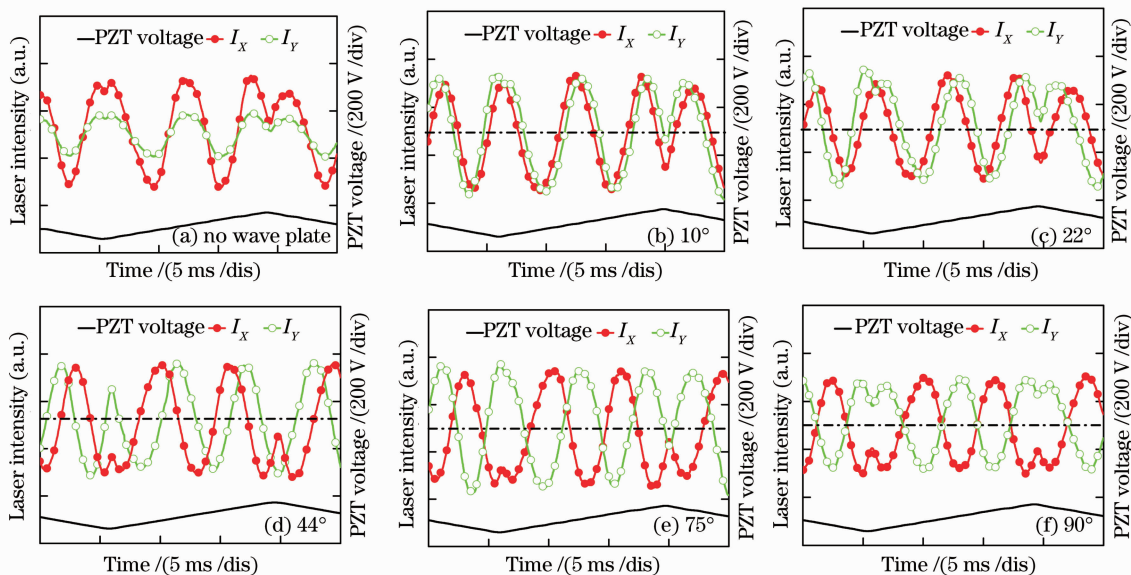 PZT voltage I_X I_Y
Laser intensity (a.u.)
PZT voltage /(200 V/div)
(a) no wave plate
Time /(5 ms /dis)
PZT voltage I_X I_Y
Laser intensity (a.u.)
PZT voltage /(200 V/div)
(b) 10°
Time /(5 ms /dis)
PZT voltage I_X I_Y
Laser intensity (a.u.)
PZT voltage /(200 V/div)
(c) 22°
Time /(5 ms /dis)
PZT voltage I_X I_Y
Laser intensity (a.u.)
PZT voltage /(200 V/div)
(d) 44°
Time /(5 ms /dis)
PZT voltage I_X I_Y
Laser intensity (a.u.)
PZT voltage /(200 V/div)
(e) 75°
Time /(5 ms /dis)
PZT voltage I_X I_Y
Laser intensity (a.u.)
PZT voltage /(200 V/div)
(f) 90°
Time /(5 ms /dis)